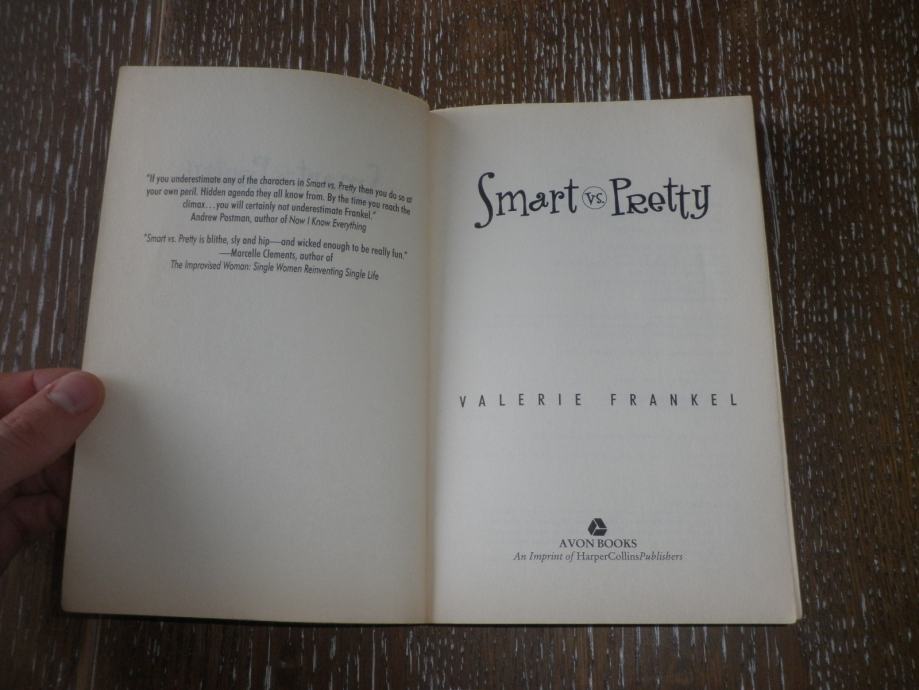 "If you underestimate any of the characters in Smart vs. Pretty then you do so at
your own peril. Hidden agenda they all know from. By the time you reach the
climax...you will certainly not underestimate Frankel."
Andrew Postman, author of Now I Know Everything
"Smart vs. Pretty is blithe, sly and hip—and wicked enough to be really fun."
—Marcelle Clements, author of
The Improvised Woman: Single Women Reinventing Single Life
Smart vs. Pretty
VALERIE FRANKEL
AVON BOOKS
An Imprint of HarperCollinsPublishers